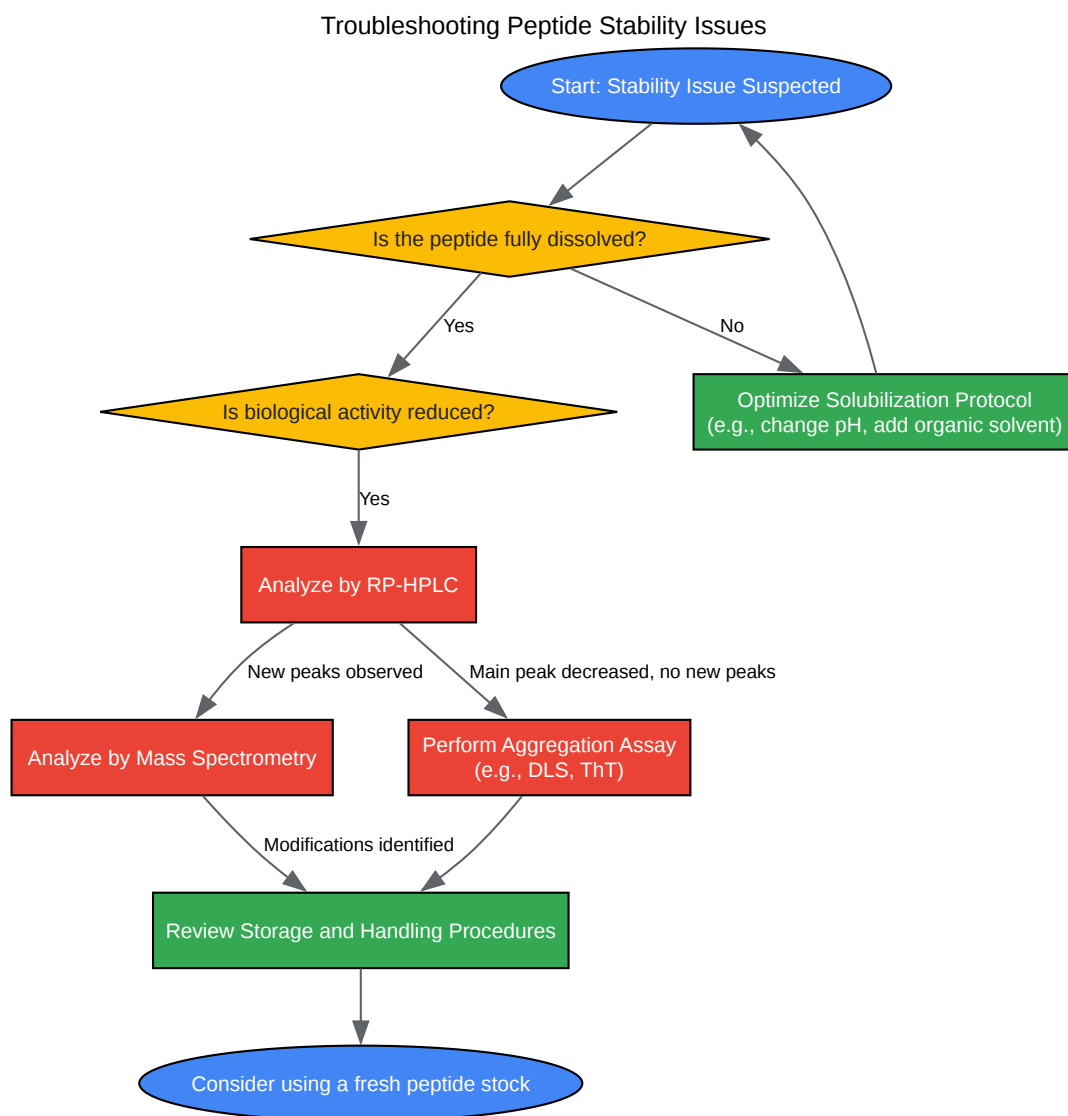 Troubleshooting Peptide Stability Issues
Start: Stability Issue Suspected
Is the peptide fully dissolved?
Yes
No
Is biological activity reduced?
Optimize Solubilization Protocol
(e.g., change pH, add organic solvent)
Yes
Analyze by RP-HPLC
New peaks observed
Main peak decreased, no new peaks
Analyze by Mass Spectrometry
Perform Aggregation Assay
(e.g., DLS, ThT)
Modifications identified
Review Storage and Handling Procedures
Consider using a fresh peptide stock